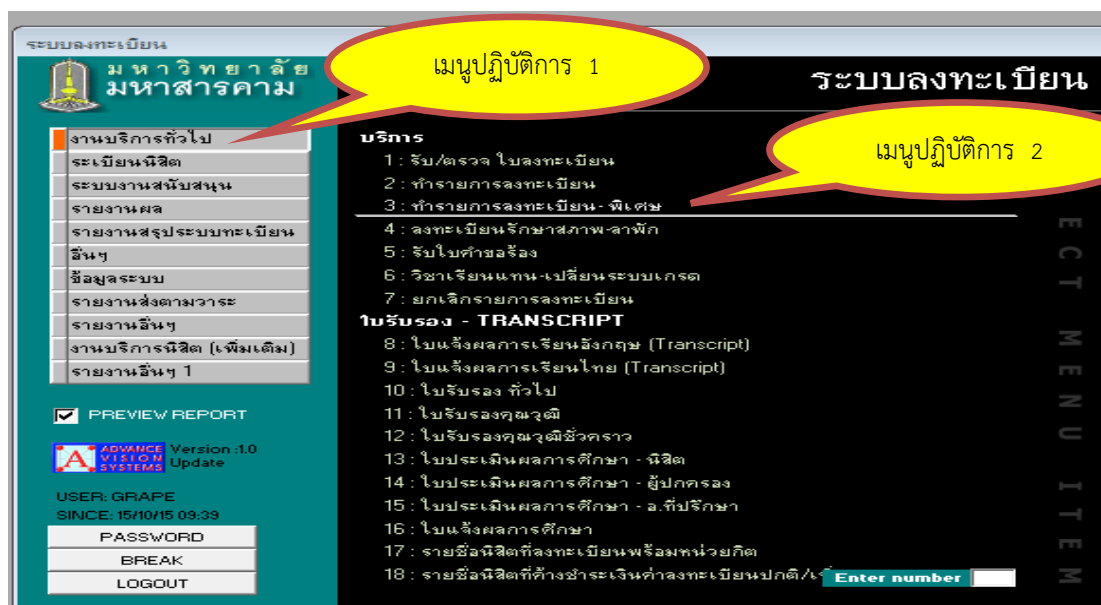 ระบบลงทะเบียน
มหาวิทยาลัย
มหาสารคาม
เมนูปฏิบัติการ 1
ระบบลงทะเบียน
งานบริการทั่วไป
ระเบียนนิสิต
ระบบงานสนับสนุน
รายงานผล
รายงานสรุประบบทะเบียน
อื่นๆ
ข้อมูลระบบ
รายงานส่งตามวาระ
รายงานอื่นๆ
งานบริการนิสิต (เพิ่มเติม)
รายงานอื่นๆ 1
PREVIEW REPORT
ADVANCE
VISION
SYSTEMS
Version :1.0
Update
USER: GRAPE
SINCE: 15/10/15 09:39
PASSWORD
BREAK
LOGOUT
บริการ
เมนูปฏิบัติการ 2
1 : รับ/ตรวจ ใบลงทะเบียน
2 : ทำรายการลงทะเบียน
3 : ทำรายการลงทะเบียน- พิเศษ
4 : ลงทะเบียนรักษาสภาพ-ลาพัก
5 : รับใบคำขอร้อง
6 : วิชาเรียนแทน-เปลี่ยนระบบเกรด
7 : ยกเลิกรายการลงทะเบียน
ใบรับรอง - TRANSCRIPT
8 : ใบแจ้งผลการเรียนอังกฤษ (Transcript)
9 : ใบแจ้งผลการเรียนไทย (Transcript)
10 : ใบรับรอง ทั่วไป
11 : ใบรับรองคุณวุฒิ
12 : ใบรับรองคุณวุฒิชั่วคราว
13 : ใบประเมินผลการศึกษา - นิสิต
14 : ใบประเมินผลการศึกษา - ผู้ปกครอง
15 : ใบประเมินผลการศึกษา - อ.ที่ปรึกษา
16 : ใบแจ้งผลการศึกษา
17 : รายชื่อนิสิตที่ลงทะเบียนพร้อมหน่วยกิต
18 : รายชื่อนิสิตที่ค้างชำระเงินค่าลงทะเบียนปกติ/
Enter number
ECT MENU ITEM